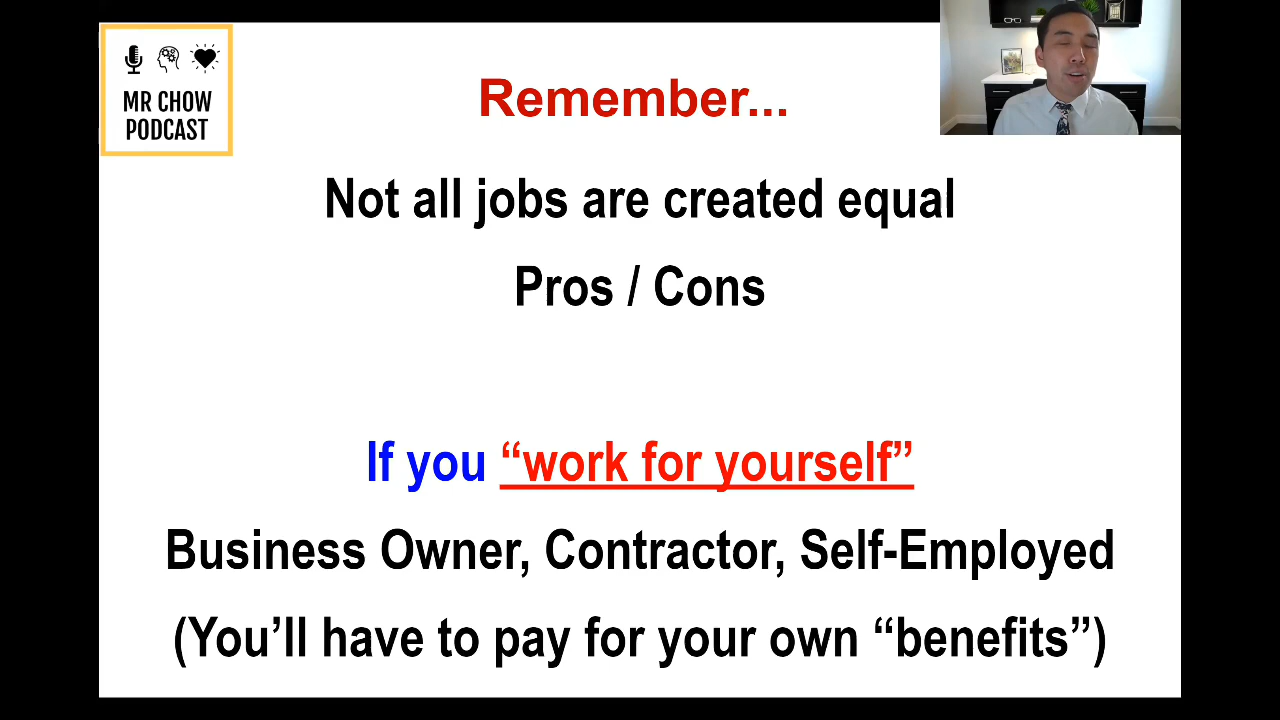 MR CHOW
PODCAST
Remember...
Not all jobs are created equal
Pros / Cons
If you “work for yourself”
Business Owner, Contractor, Self-Employed
(You’ll have to pay for your own “benefits”)